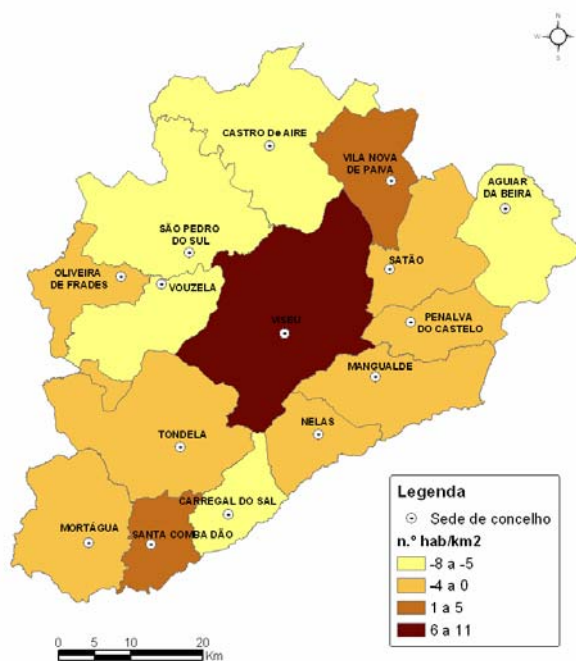 N
W
E
S
CASTRO De AIRE
VILA NOVA
DE PAIVA
AGUIAR
DA BEIRA
SÃO PEDRO
DO SUL
SATÃO
OLIVEIRA
DE FRADES
VOUZELA
VISEU
PENALVA
DO CASTELO
MANGUALDE
TONDELA
NELAS
CARREGAL DO SAL
MORTÁGUA
SANTA COMBA DÃO
Legenda
Sede de concelho
n.º hab/km2
-8 a -5
-4 a 0
1 a 5
6 a 11
0 5 10 20
Km